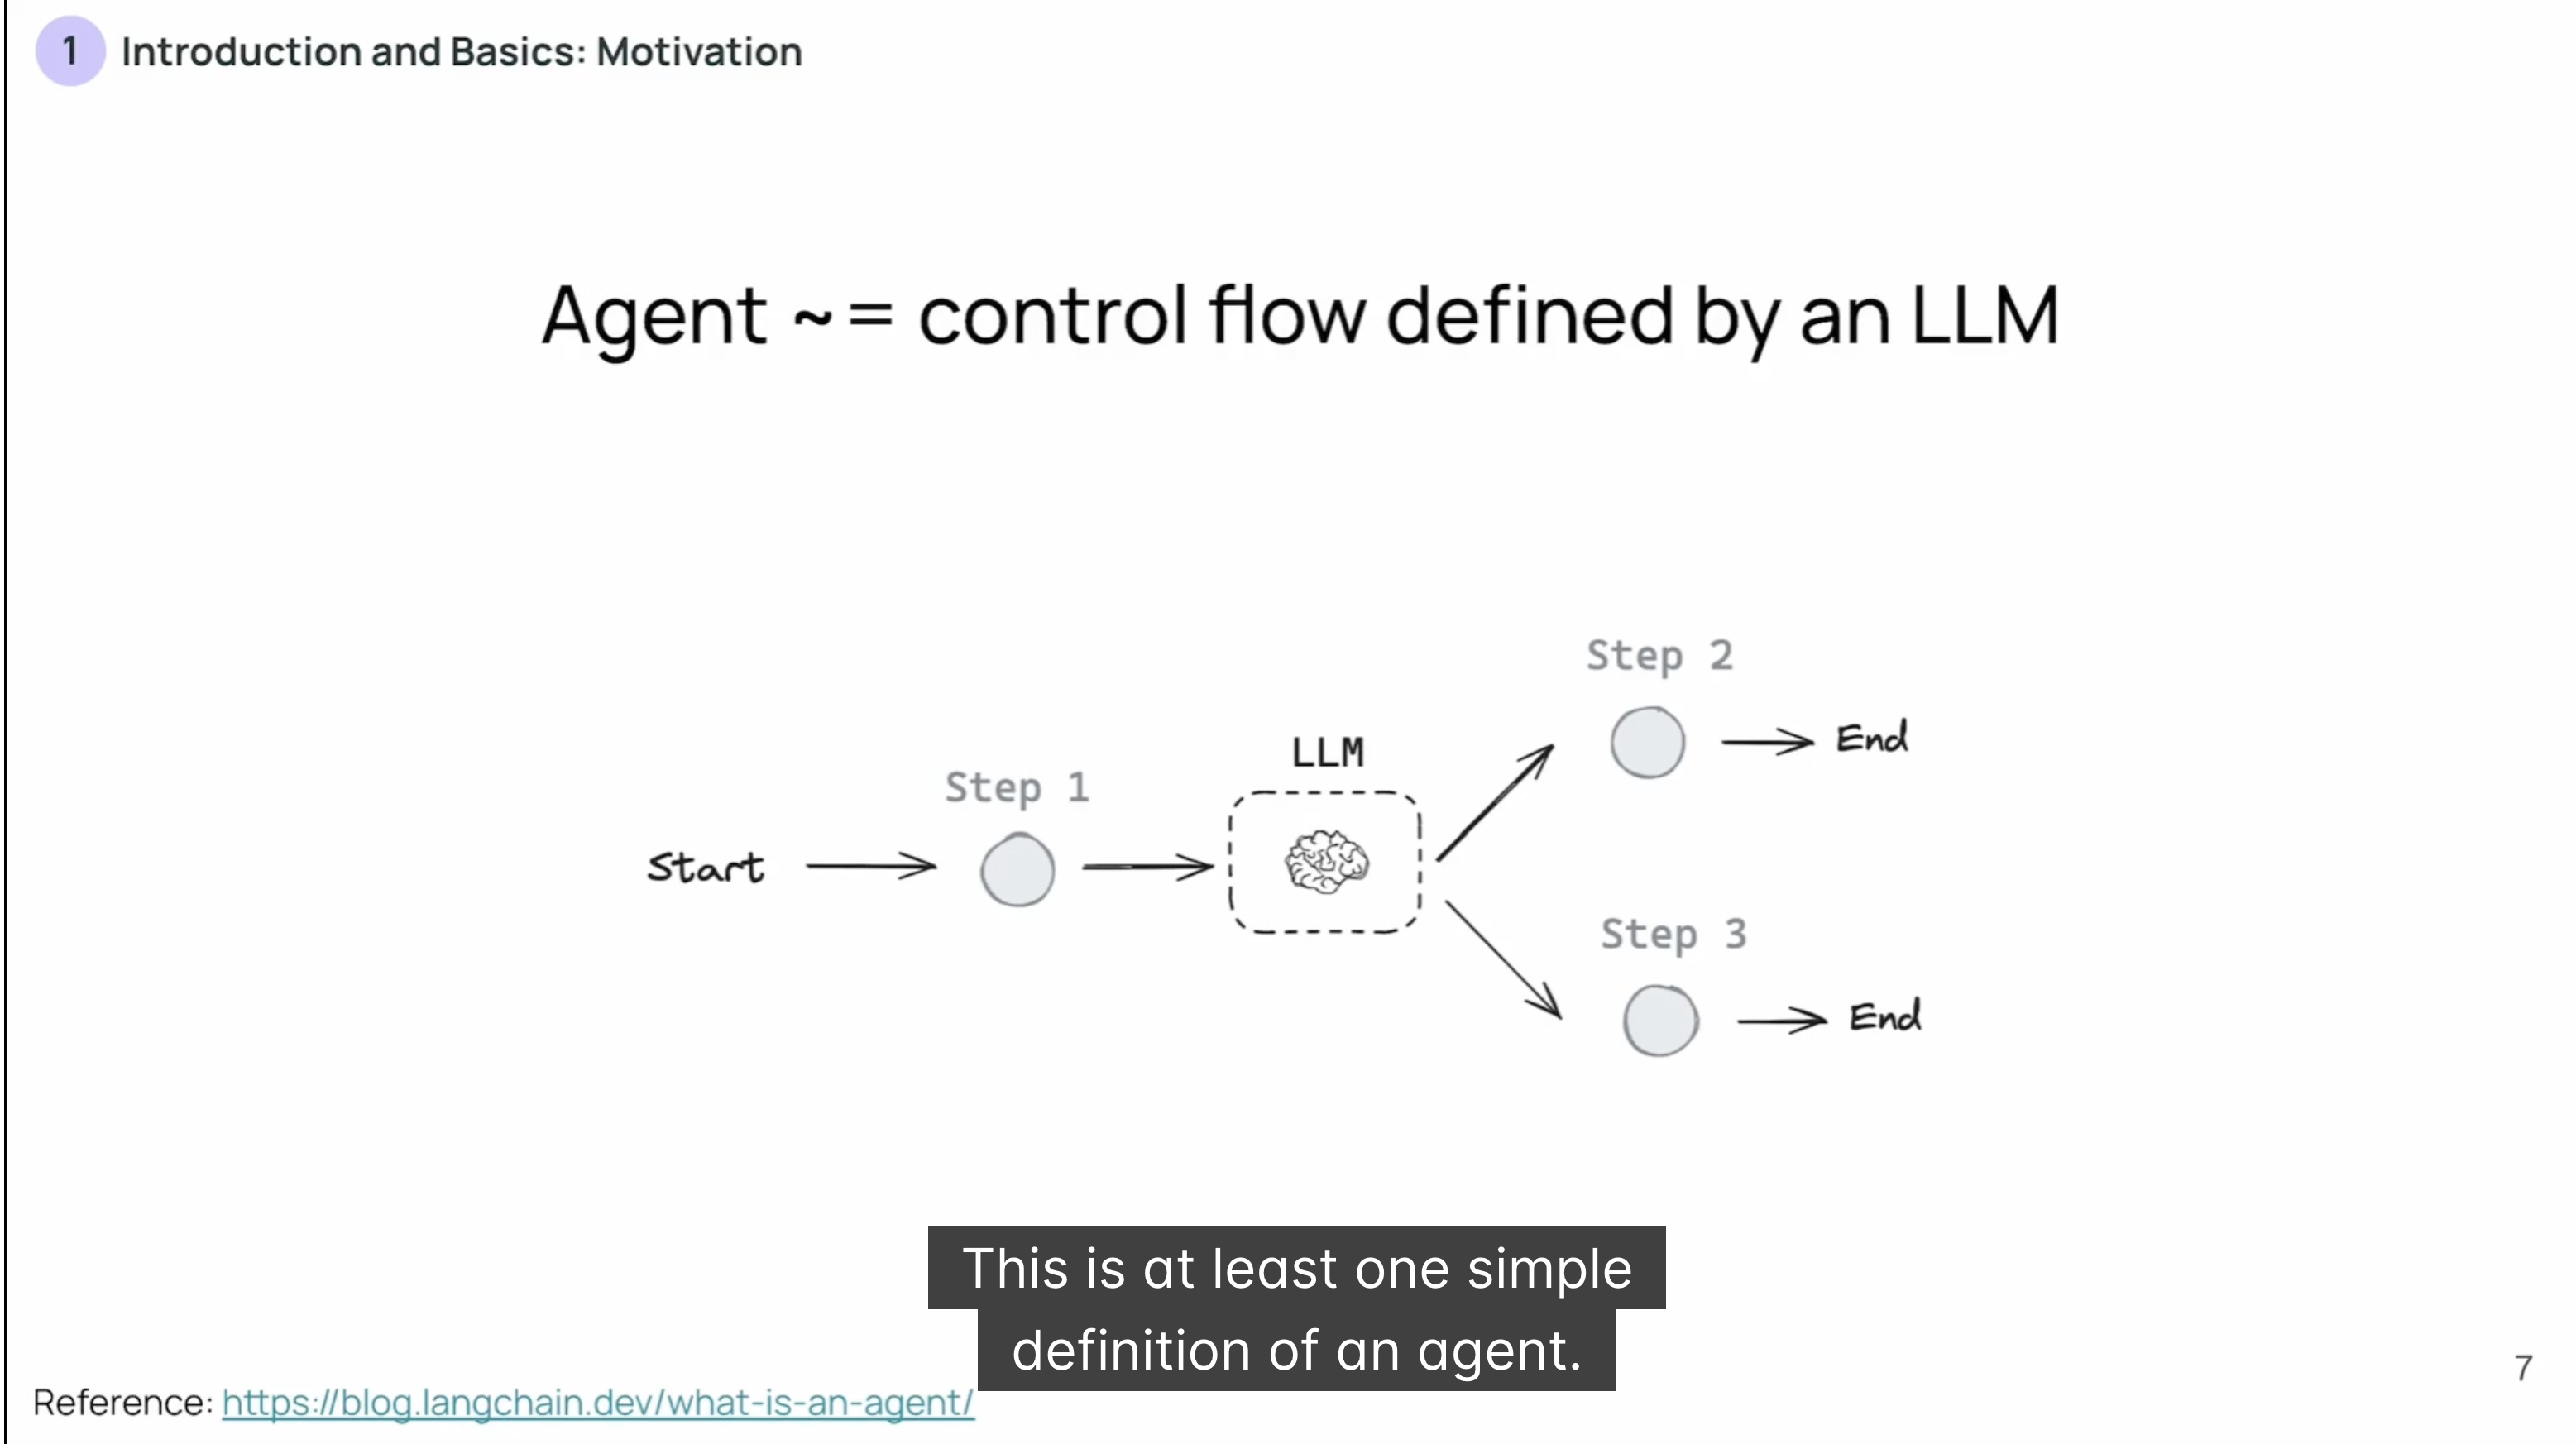 1 Introduction and Basics: Motivation
Agent ~= control flow defined by an LLM
Step 2
End
LLM
Step 1
Start
Step 3
End
This is at least one simple
definition of an agent.
7
Reference: https://blog.langchain.dev/what-is-an-agent/